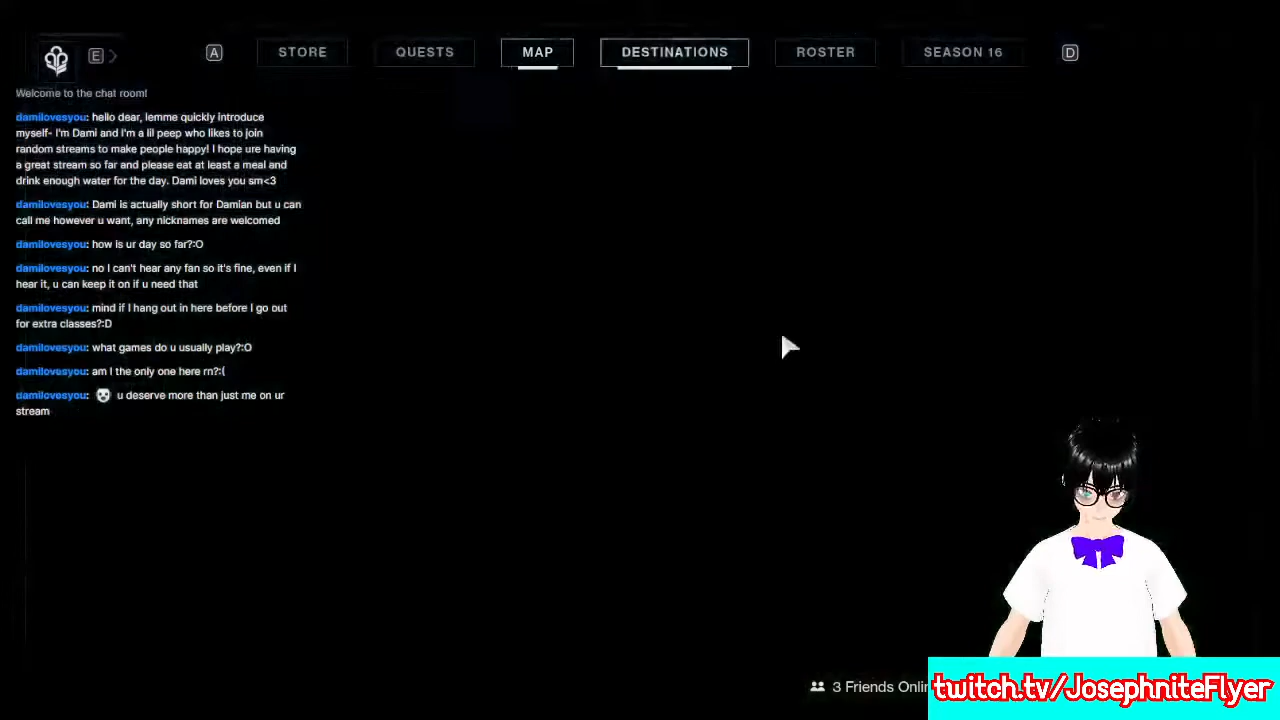 E
A
STORE
QUESTS
MAP
DESTINATIONS
ROSTER
SEASON 16
D
Welcome to the chat room!
damilovesyou: hello dear, lemme quickly introduce
myself- I'm Dami and I'm a lil peep who likes to join
random streams to make people happy! I hope ure having
a great stream so far and please eat at least a meal and
drink enough water for the day. Dami loves you sm<3
damilovesyou: Dami is actually short for Damian but u can
call me however u want, any nicknames are welcomed
damilovesyou: how is ur day so far?:O
damilovesyou: no I can't hear any fan so it's fine, even if I
hear it, u can keep it on if u need that
damilovesyou: mind if I hang out in here before I go out
for extra classes?:D
damilovesyou: what games do u usually play?:O
damilovesyou: am I the only one here rn?:(
damilovesyou: u deserve more than just me on ur
stream
3 Friends Onlin
twitch.tv/JosephniteFlyer